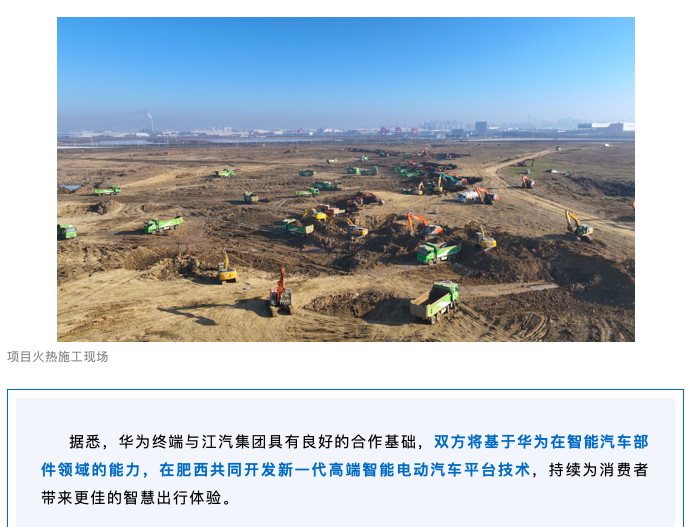 项目火热施工现场
据悉，华为终端与江汽集团具有良好的合作基础，双方将基于华为在智能汽车部
件领域的能力，在肥西共同开发新一代高端智能电动汽车平台技术，持续为消费者
带来更佳的智慧出行体验。